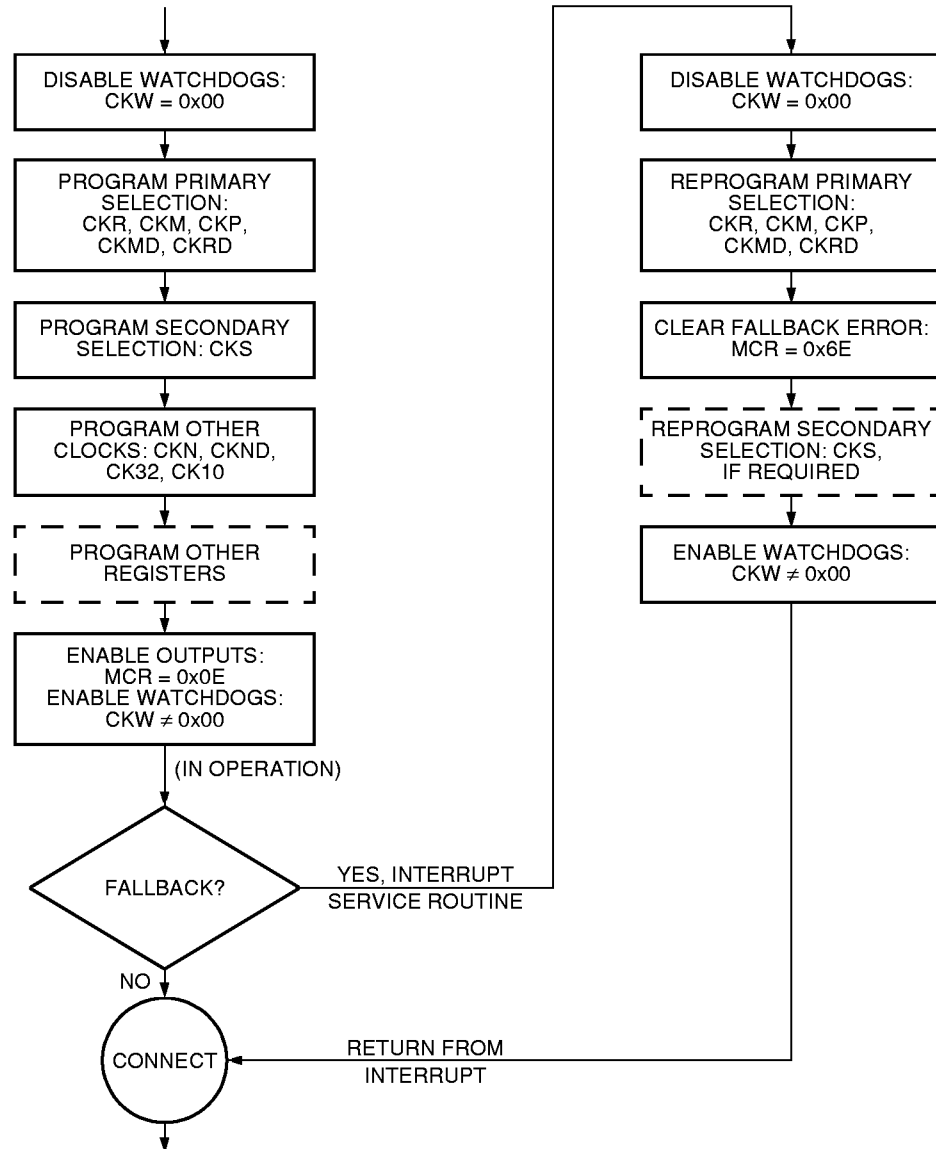 DISABLE WATCHDOGS:
CKW = 0x00
PROGRAM PRIMARY
SELECTION:
CKR, CKM, CKP,
CKMD, CKRD
PROGRAM SECONDARY
SELECTION: CKS
PROGRAM OTHER
CLOCKS: CKN, CKND,
CK32, CK10
PROGRAM OTHER
REGISTERS
ENABLE OUTPUTS:
MCR = 0x0E
ENABLE WATCHDOGS:
CKW ≠ 0x00
(IN OPERATION)
FALLBACK?
YES, INTERRUPT
SERVICE ROUTINE
NO
CONNECT
DISABLE WATCHDOGS:
CKW = 0x00
REPROGRAM PRIMARY
SELECTION:
CKR, CKM, CKP,
CKMD, CKRD
CLEAR FALLBACK ERROR:
MCR = 0x6E
REPROGRAM SECONDARY
SELECTION: CKS,
IF REQUIRED
ENABLE WATCHDOGS:
CKW ≠ 0x00
RETURN FROM
INTERRUPT